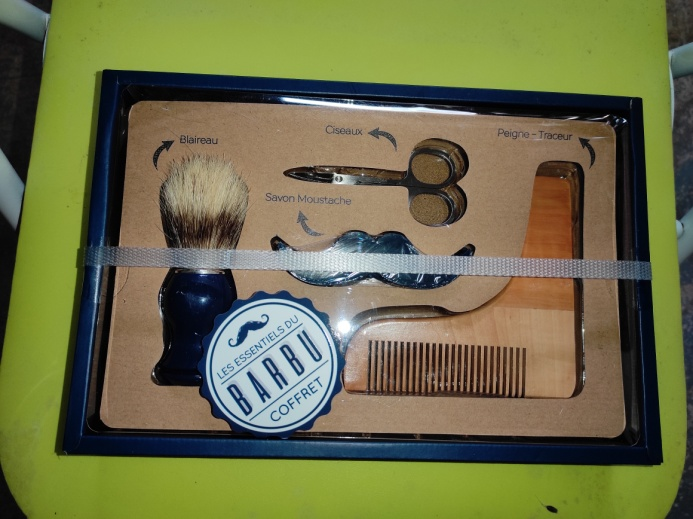 Blaireau
Ciseaux
Peigne - Traceur
Savon Moustache
LES ESSENTIELS DU
BARBU
COFFRET